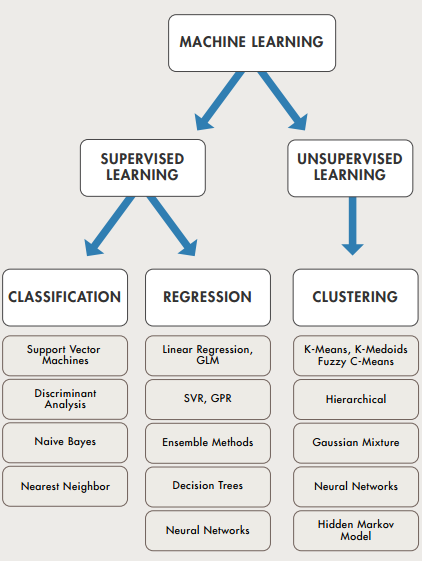 MACHINE LEARNING
SUPERVISED
LEARNING
UNSUPERVISED
LEARNING
CLASSIFICATION
REGRESSION
CLUSTERING
Support Vector
Machines
Discriminant
Analysis
Naive Bayes
Nearest Neighbor
Linear Regression,
GLM
SVR, GPR
Ensemble Methods
Decision Trees
Neural Networks
K-Means, K-Medoids
Fuzzy C-Means
Hierarchical
Gaussian Mixture
Neural Networks
Hidden Markov
Model